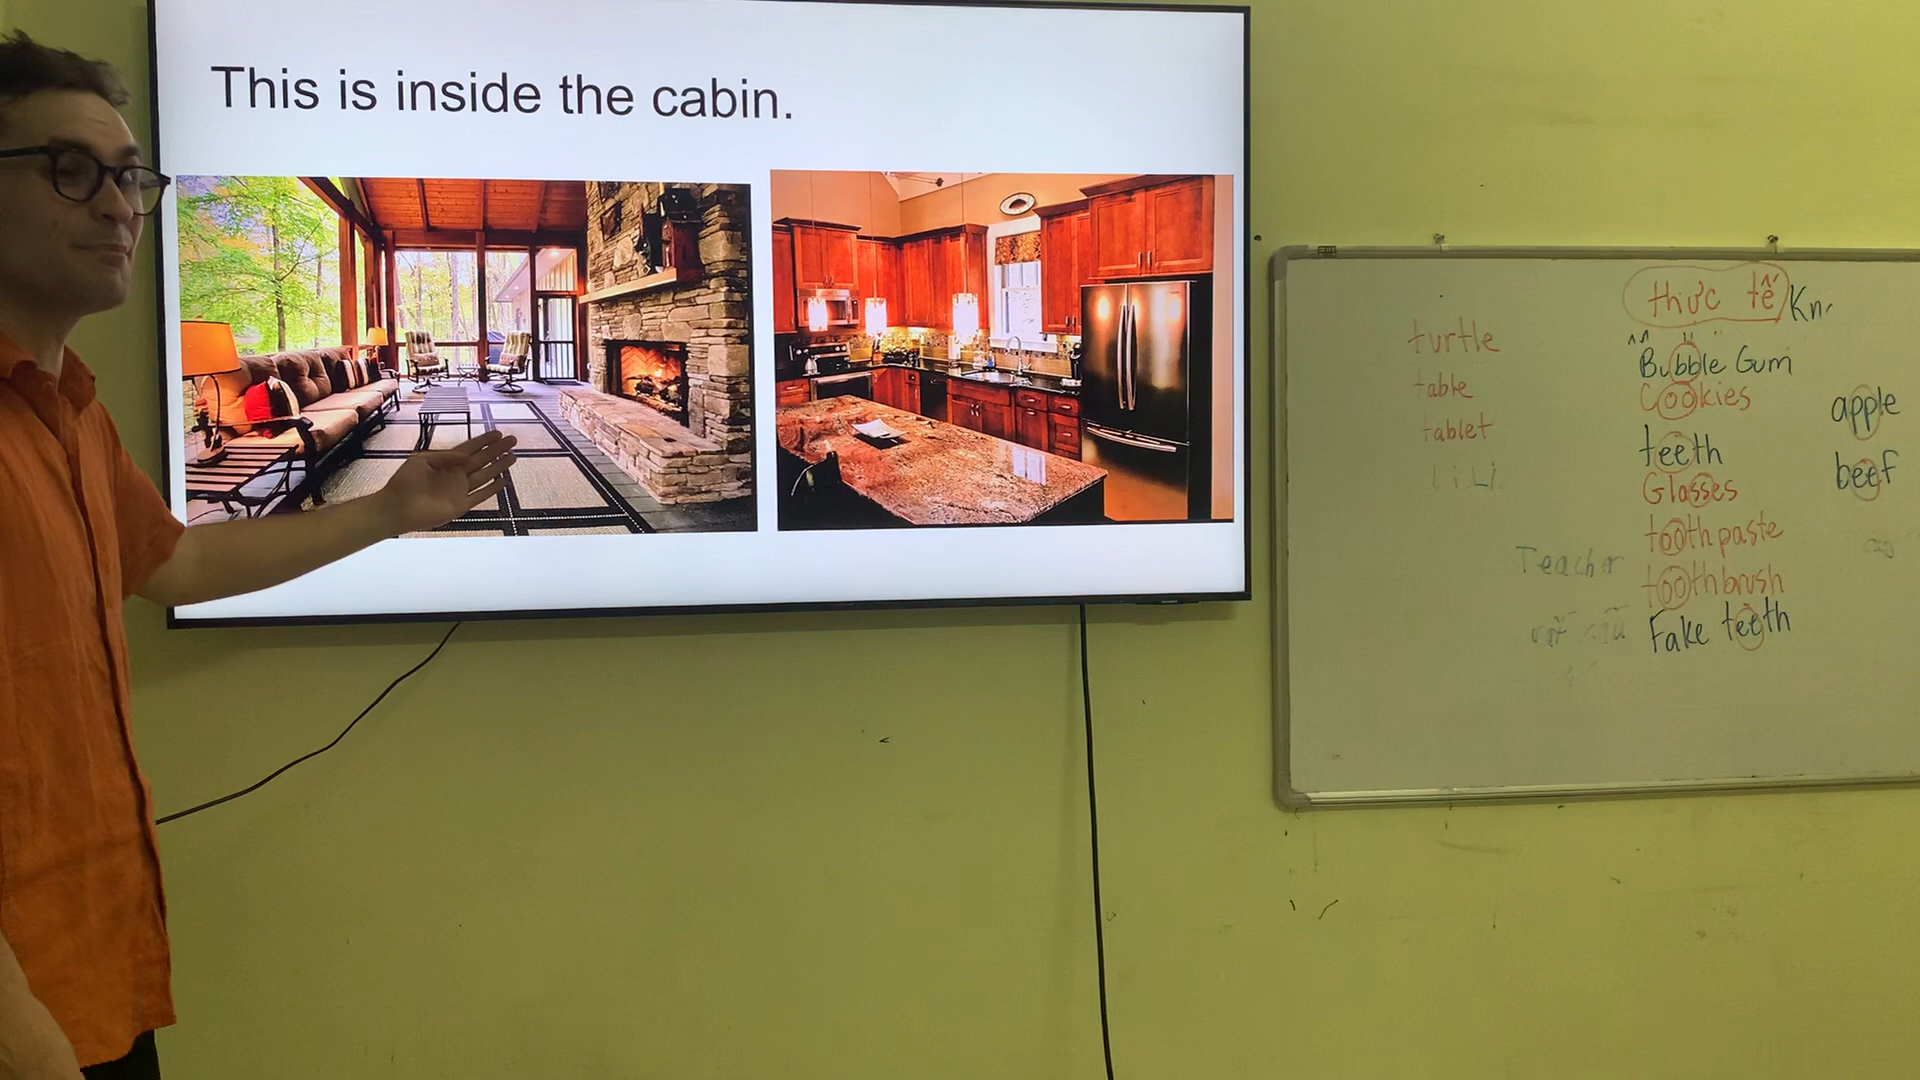 This is inside the cabin.
thực tế
turtle
table
tablet
Bubble Gum
Cookies
teeth
Glasses
toothpaste
toothbrush
Fake teeth
apple
beef
Teacher